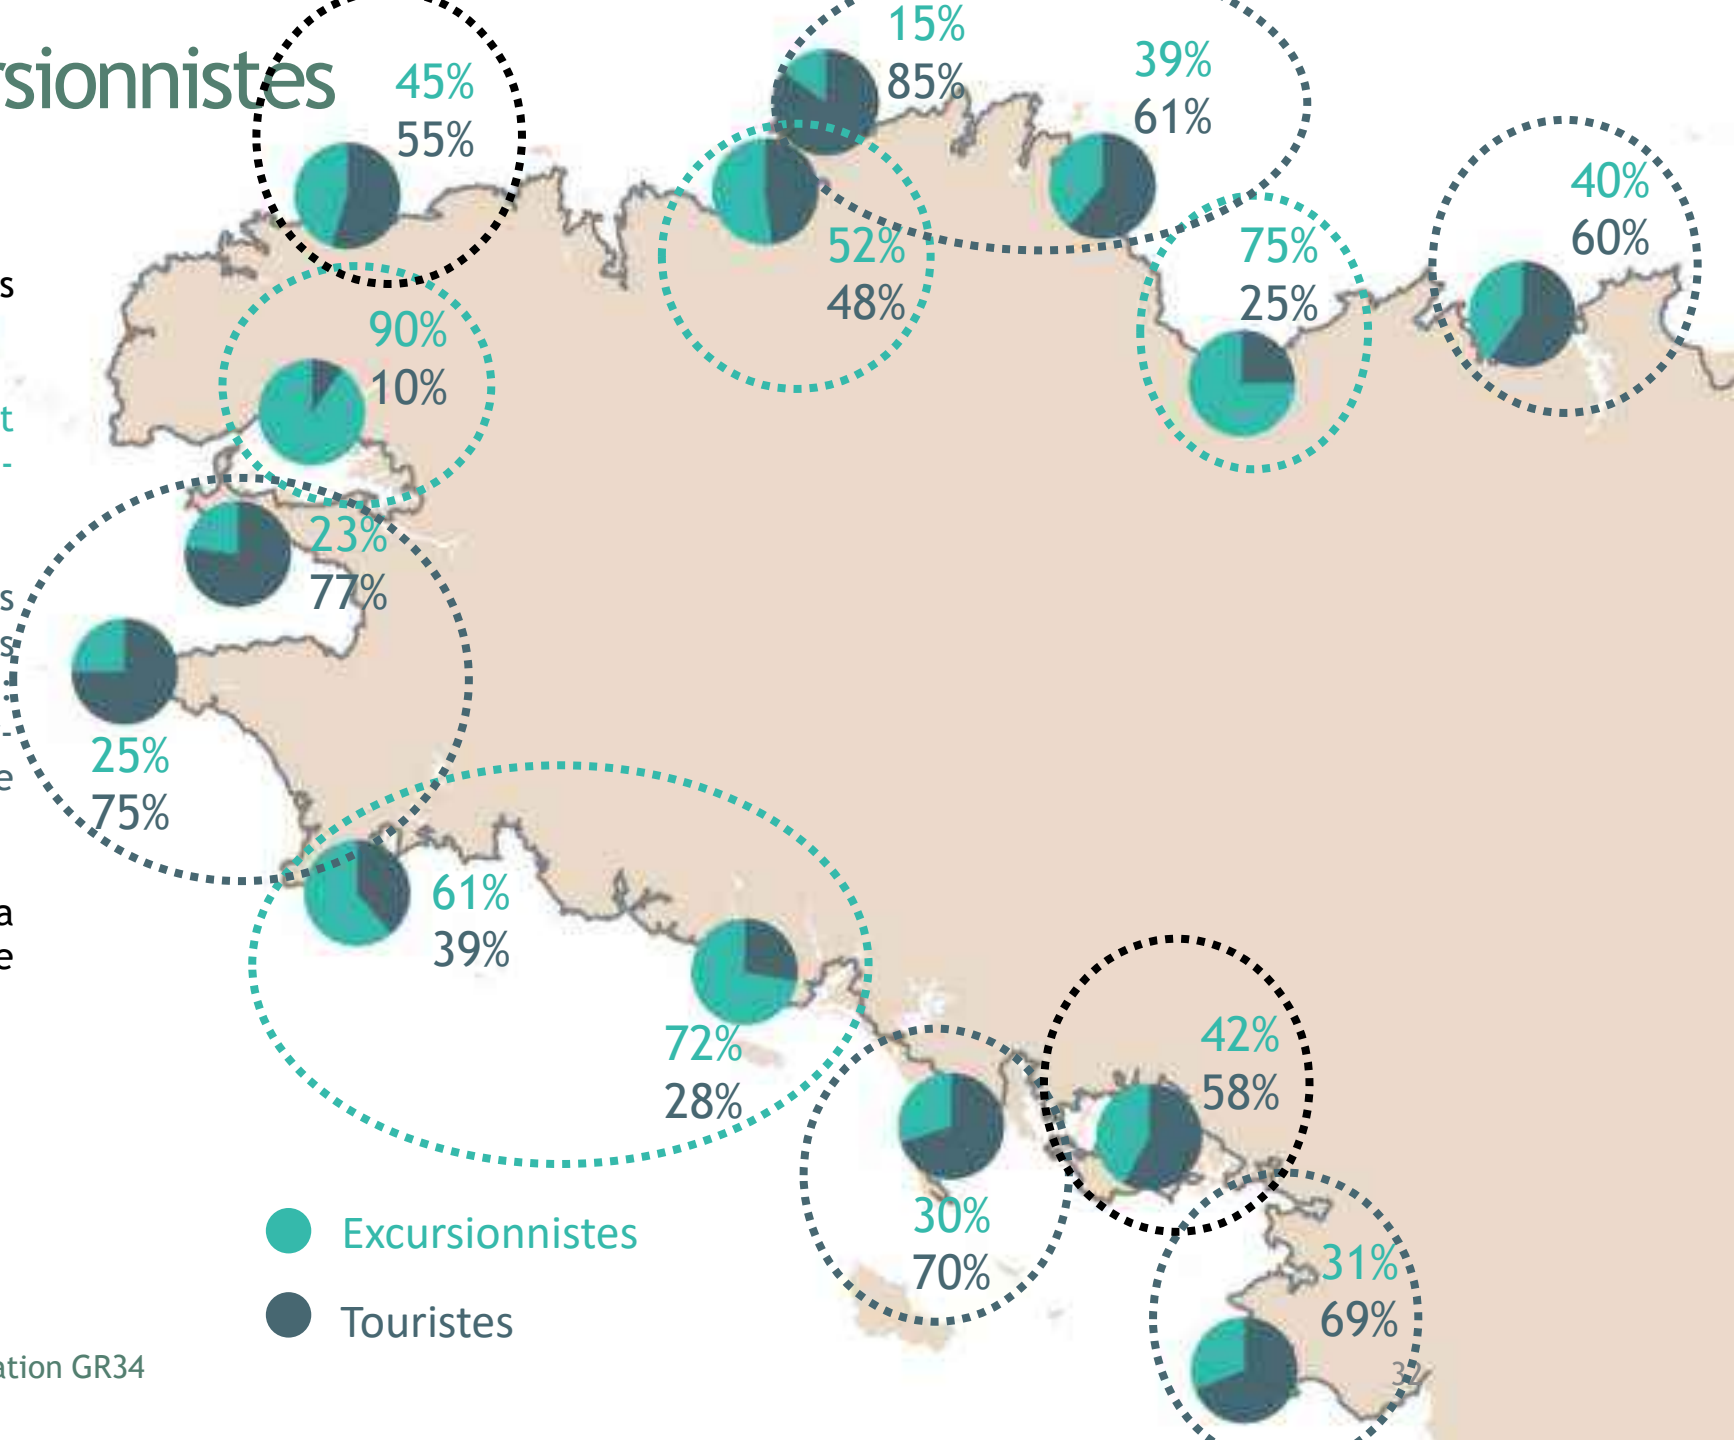 rsionnistes
15%
85%
39%
61%
45%
55%
40%
60%
52%
48%
75%
25%
s
90%
10%
t
-
23%
77%
s
s
:
-
e
25%
75%
a
e
61%
39%
72%
28%
42%
58%
30%
70%
31%
69%
Excursionnistes
Touristes
ation GR34
32